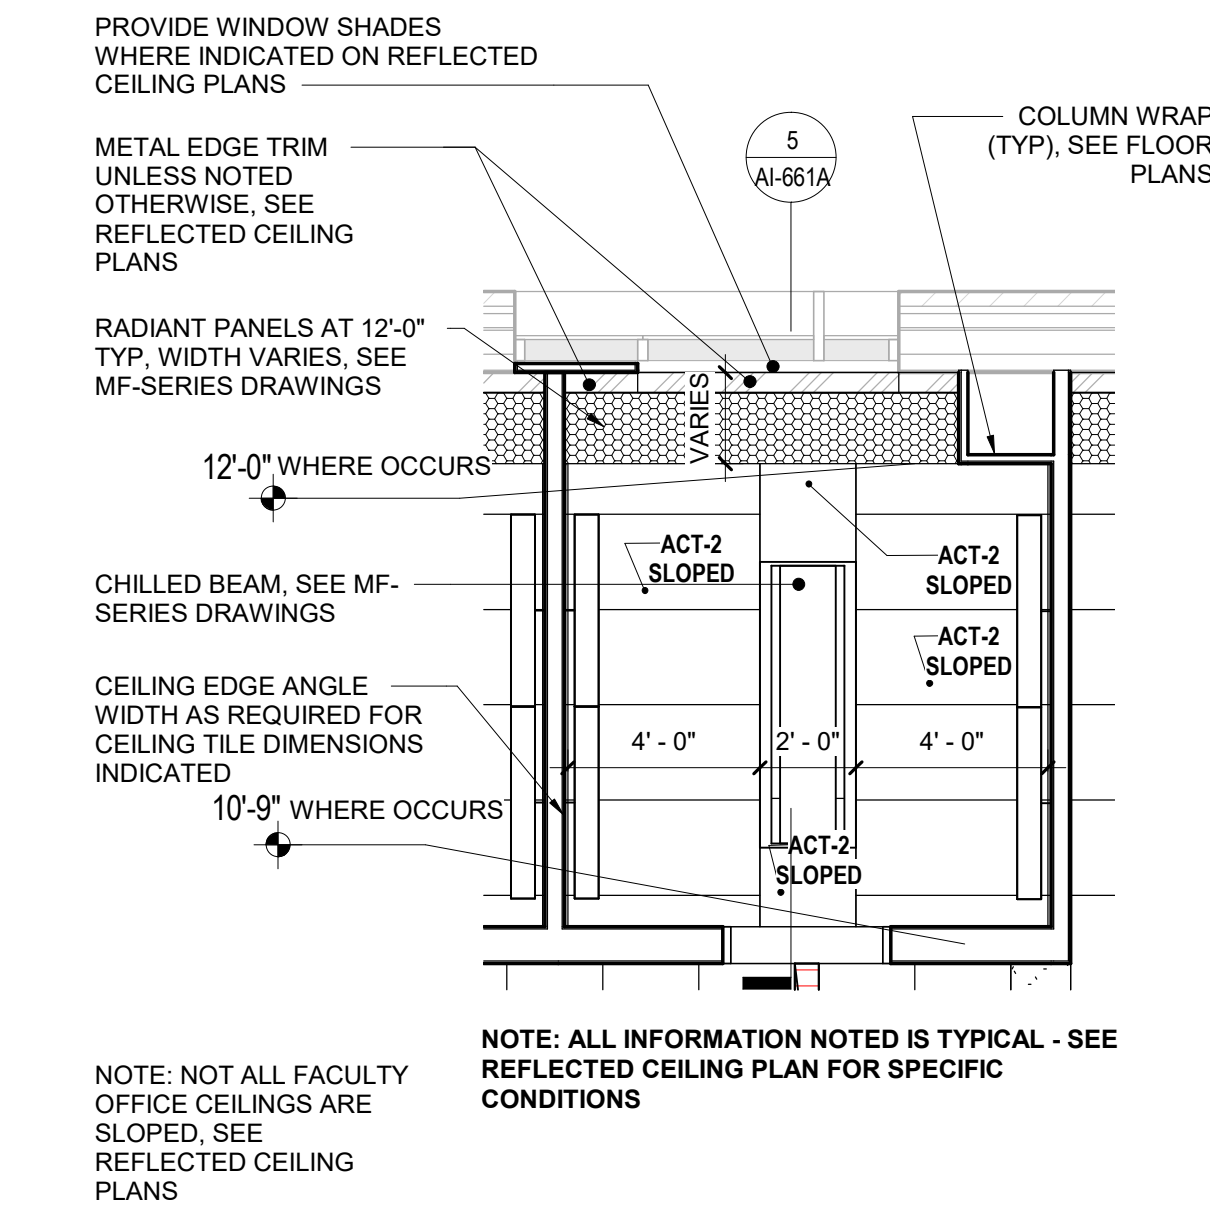 PROVIDE WINDOW SHADES
WHERE INDICATED ON REFLECTED
CEILING PLANS
METAL EDGE TRIM
UNLESS NOTED
OTHERWISE, SEE
REFLECTED CEILING
PLANS
5
AI-661A
COLUMN WRAP
(TYP), SEE FLOOR
PLANS
RADIANT PANELS AT 12'-0"
TYP, WIDTH VARIES, SEE
MF-SERIES DRAWINGS
VARIES
12'-0" WHERE OCCURS
ACT-2
SLOPED
ACT-2
SLOPED
CHILLED BEAM, SEE MF-
SERIES DRAWINGS
ACT-2
SLOPED
CEILING EDGE ANGLE
WIDTH AS REQUIRED FOR
CEILING TILE DIMENSIONS
INDICATED
4' - 0"
2' - 0"
4' - 0"
10'-9" WHERE OCCURS
ACT-2
SLOPED
NOTE: ALL INFORMATION NOTED IS TYPICAL - SEE
REFLECTED CEILING PLAN FOR SPECIFIC
CONDITIONS
NOTE: NOT ALL FACULTY
OFFICE CEILINGS ARE
SLOPED, SEE
REFLECTED CEILING
PLANS